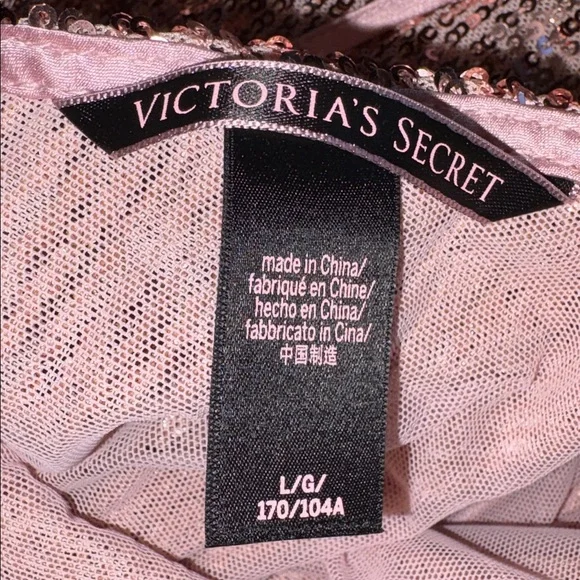 VICTORIA'S SECRET
made in China/
fabriqué en Chine/
hecho en China/
fabbricato in Cina/
中国制造
L/G/
170/104A